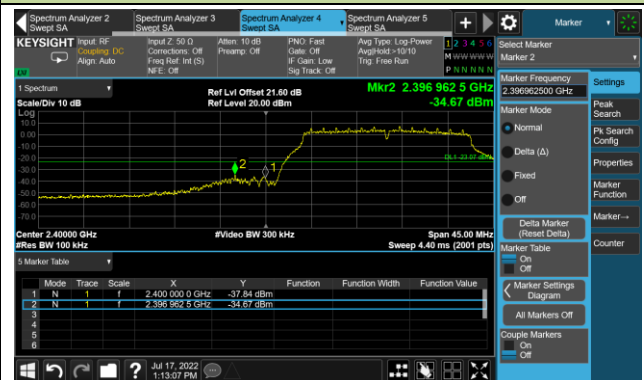 Spectrum Analyzer 2
Swept SA
Spectrum Analyzer 3
Swept SA
Spectrum Analyzer 4
Swept SA
Spectrum Analyzer 5
Swept SA
Marker
KEYSIGHT
Input: RF
Coupling: DC
Align: Auto
Input Z: 50 Ω
Corrections: Off
Freq Ref: Int (S)
NFE: Off
Atten: 10 dB
Preamp: Off
PNO: Fast
Gate: Off
IF Gain: Low
Sig Track: Off
Avg Type: Log-Power
Avg|Hold:>10/10
Trig: Free Run
1 2 3 4 5 6
M W W W W W
P N N N N N
Select Marker
Marker 2
1 Spectrum
Scale/Div 10 dB
Ref Lvl Offset 21.60 dB
Ref Level 20.00 dBm
Mkr2 2.396 962 5 GHz
-34.67 dBm
Log
10.0
0.00
-10.0
-20.0
-30.0
-40.0
-50.0
-60.0
-70.0
DL1 -23.07 dBm
2
1
Center 2.40000 GHz
#Res BW 100 kHz
#Video BW 300 kHz
Span 45.00 MHz
Sweep 4.40 ms (2001 pts)
5 Marker Table
Mode Trace Scale X Y Function Function Width Function Value
1 N 1 f 2.400 000 0 GHz -37.84 dBm
2 N 1 f 2.396 962 5 GHz -34.67 dBm
3
4
5
6
Marker Frequency
2.396962500 GHz
Marker Mode
Normal
Delta (Δ)
Fixed
Off
Delta Marker
(Reset Delta)
Marker Table
On
Off
Marker Settings
Diagram
All Markers Off
Couple Markers
On
Off
Settings
Peak
Search
Pk Search
Config
Properties
Marker
Function
Marker→
Counter
?
Jul 17, 2022
1:13:07 PM